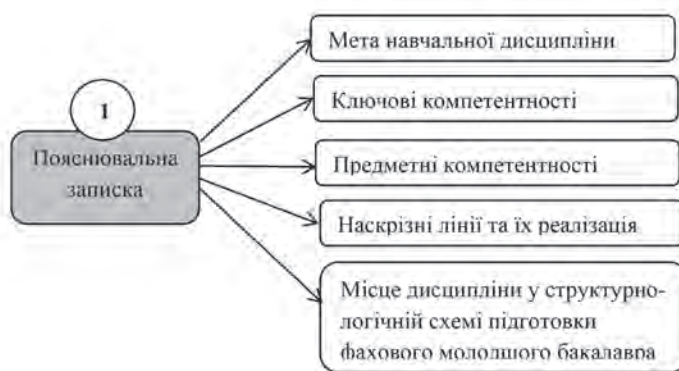 1
Пояснювальна
записка
Мета навчальної дисципліни
Ключові компетентності
Предметні компетентності
Наскрізні лінії та їх реалізація
Місце дисципліни у структурно-
логічній схемі підготовки
фахового молодшого бакалавра